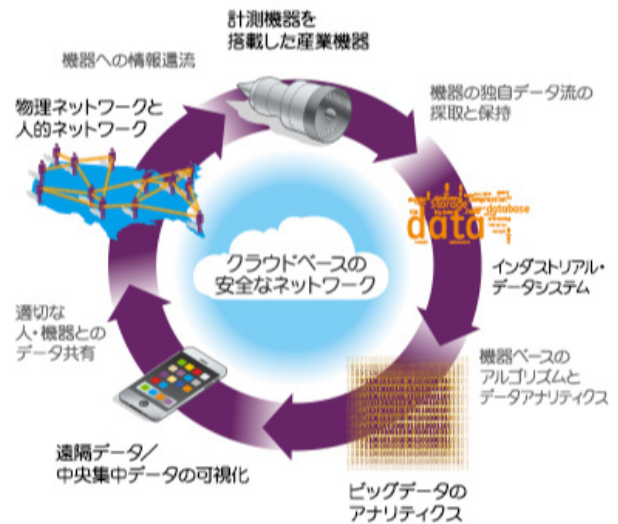 計測機器を
搭載した産業機器
機器への情報還流
機器の独自データ流の
採取と保持
物理ネットワークと
人的ネットワーク
storage
database
data
クラウドベースの
安全なネットワーク
インダストリアル・
データシステム
適切な
人・機器との
データ共有
機器ベースの
アルゴリズムと
データアナリティクス
遠隔データ/
中央集中データの可視化
ビッグデータの
アナリティクス